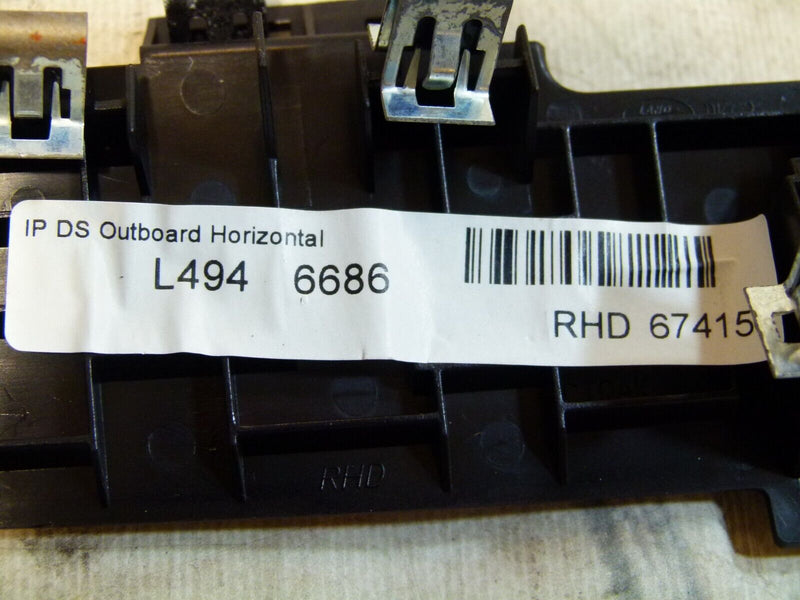 IP DS Outboard Horizontal
L494 6686
RHD 67415
RHD